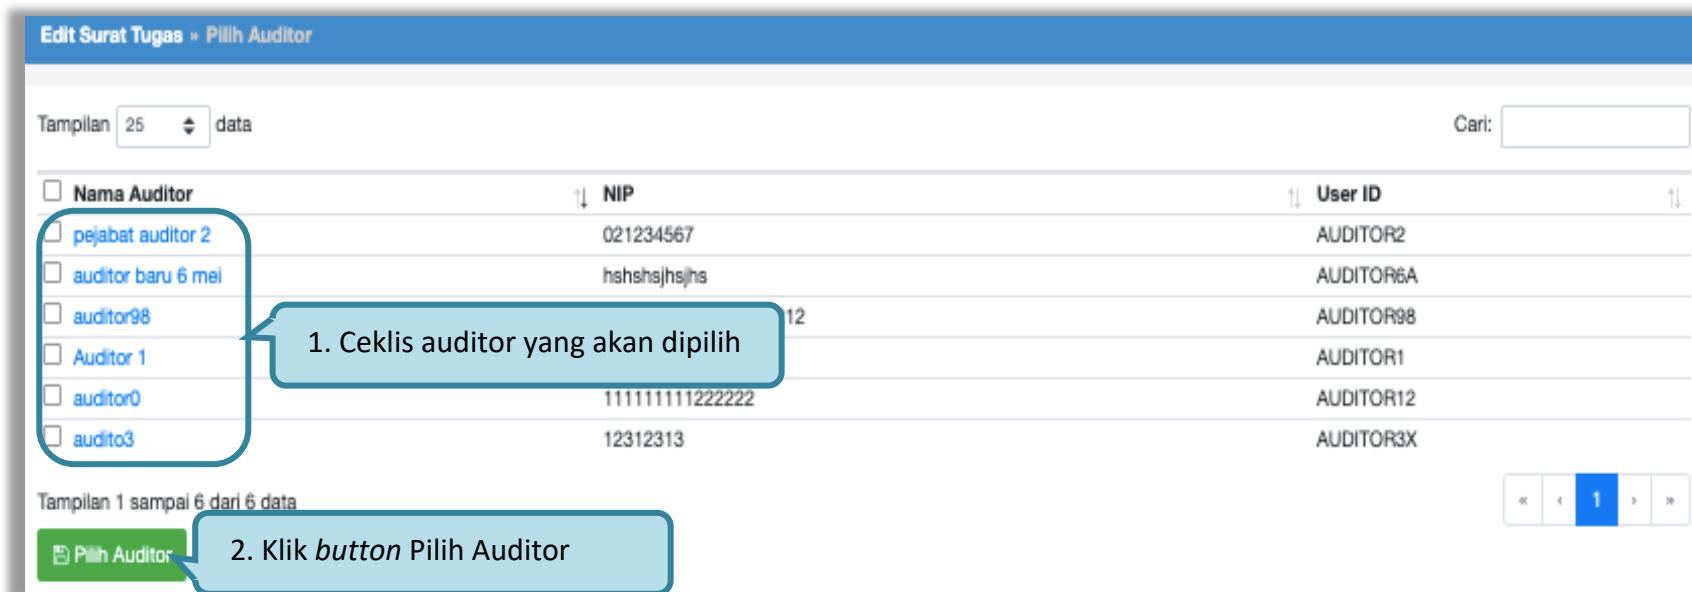 Edit Surat Tugas » Pilih Auditor
Tampilan 25 data Cari:
Nama Auditor NIP User ID
pejabat auditor 2 021234567 AUDITOR2
auditor baru 6 mei hshshsjhsjhs AUDITOR6A
auditor98 12 AUDITOR98
1. Ceklis auditor yang akan dipilih
Auditor 1 AUDITOR1
auditor0 111111111222222 AUDITOR12
audito3 12312313 AUDITOR3X
Tampilan 1 sampai 6 dari 6 data
« ‹ 1 › »
Pilih Auditor
2. Klik button Pilih Auditor